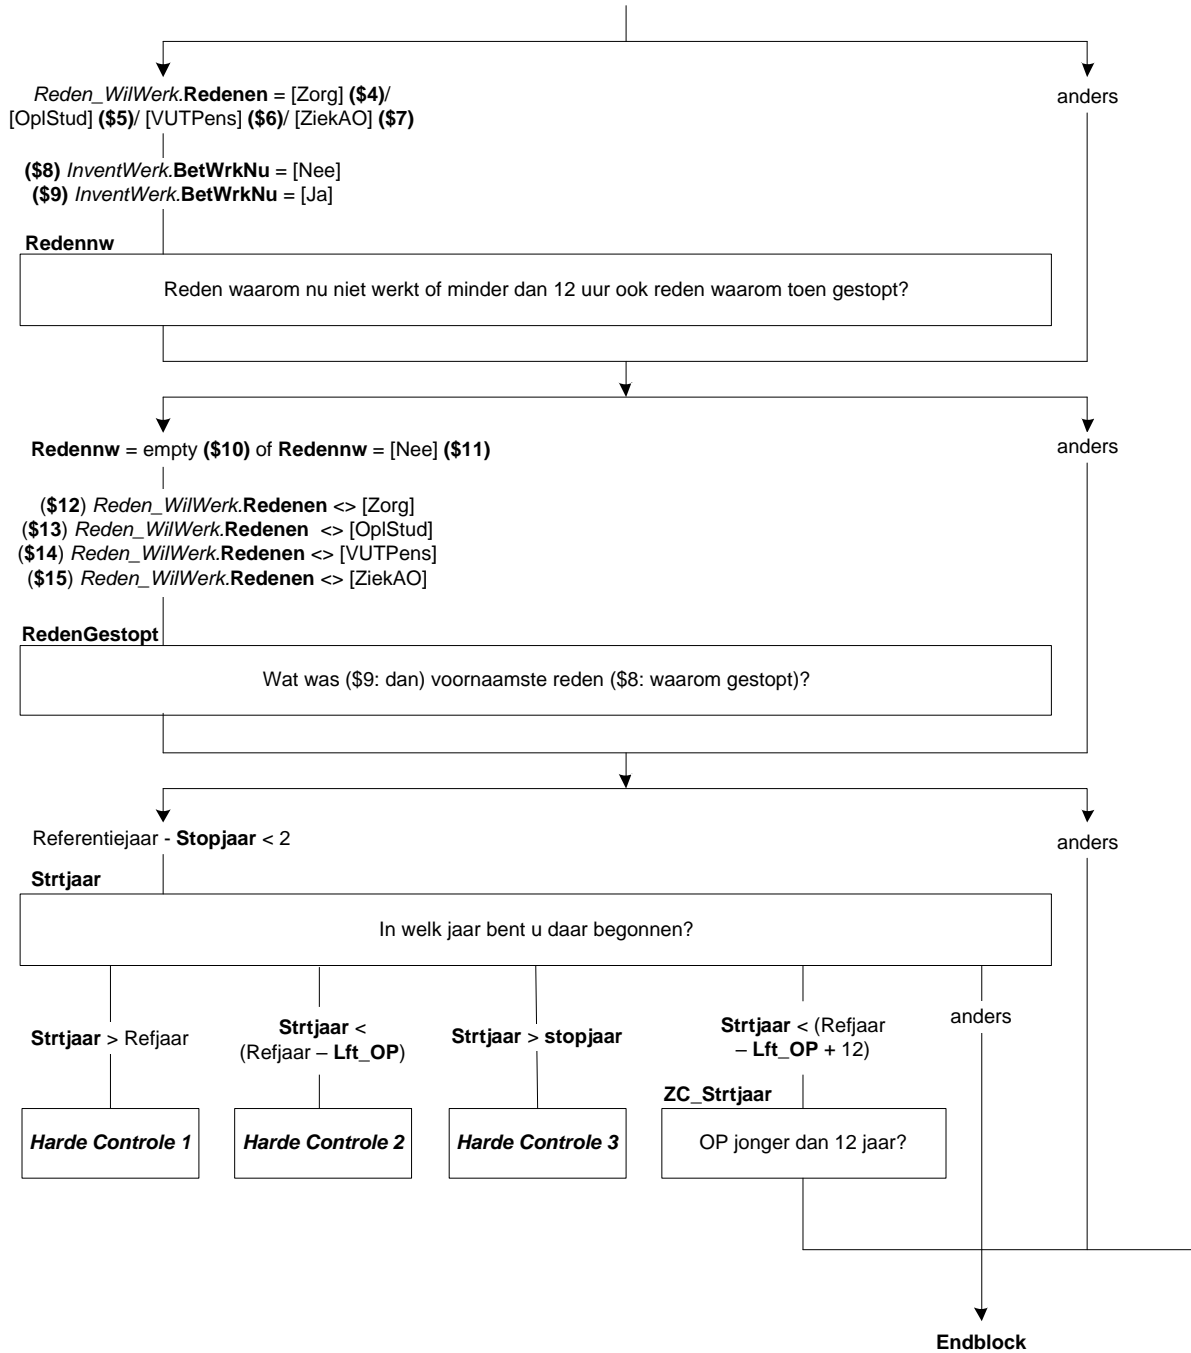 Reden_WilWerk.Redenen = [Zorg] ($4)/
[OplStud] ($5)/ [VUTPens] ($6)/ [ZiekAO] ($7)
anders
($8) InventWerk.BetWrkNu = [Nee]
($9) InventWerk.BetWrkNu = [Ja]
Redennw
Reden waarom nu niet werkt of minder dan 12 uur ook reden waarom toen gestopt?
Redennw = empty ($10) of Redennw = [Nee] ($11)
anders
($12) Reden_WilWerk.Redenen <> [Zorg]
($13) Reden_WilWerk.Redenen <> [OplStud]
($14) Reden_WilWerk.Redenen <> [VUTPens]
($15) Reden_WilWerk.Redenen <> [ZiekAO]
RedenGestopt
Wat was ($9: dan) voornaamste reden ($8: waarom gestopt)?
Referentiejaar - Stopjaar < 2
anders
Strtjaar
In welk jaar bent u daar begonnen?
Strtjaar > Refjaar
Strtjaar <
(Refjaar – Lft_OP)
Strtjaar > stopjaar
Strtjaar < (Refjaar
– Lft_OP + 12)
anders
ZC_Strtjaar
Harde Controle 1
Harde Controle 2
Harde Controle 3
OP jonger dan 12 jaar?
Endblock